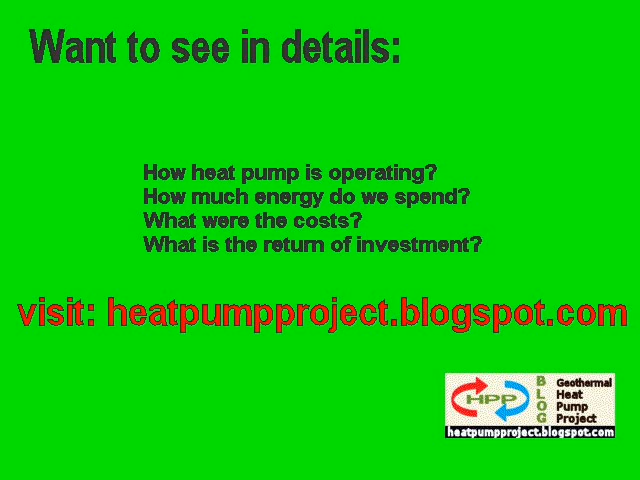 Want to see in details:
How heat pump is operating?
How much energy do we spend?
What were the costs?
What is the return of investment?
visit: heatpumpproject.blogspot.com
HPP
BLOG
Geothermal
Heat
Pump
Project
heatpumpproject.blogspot.com